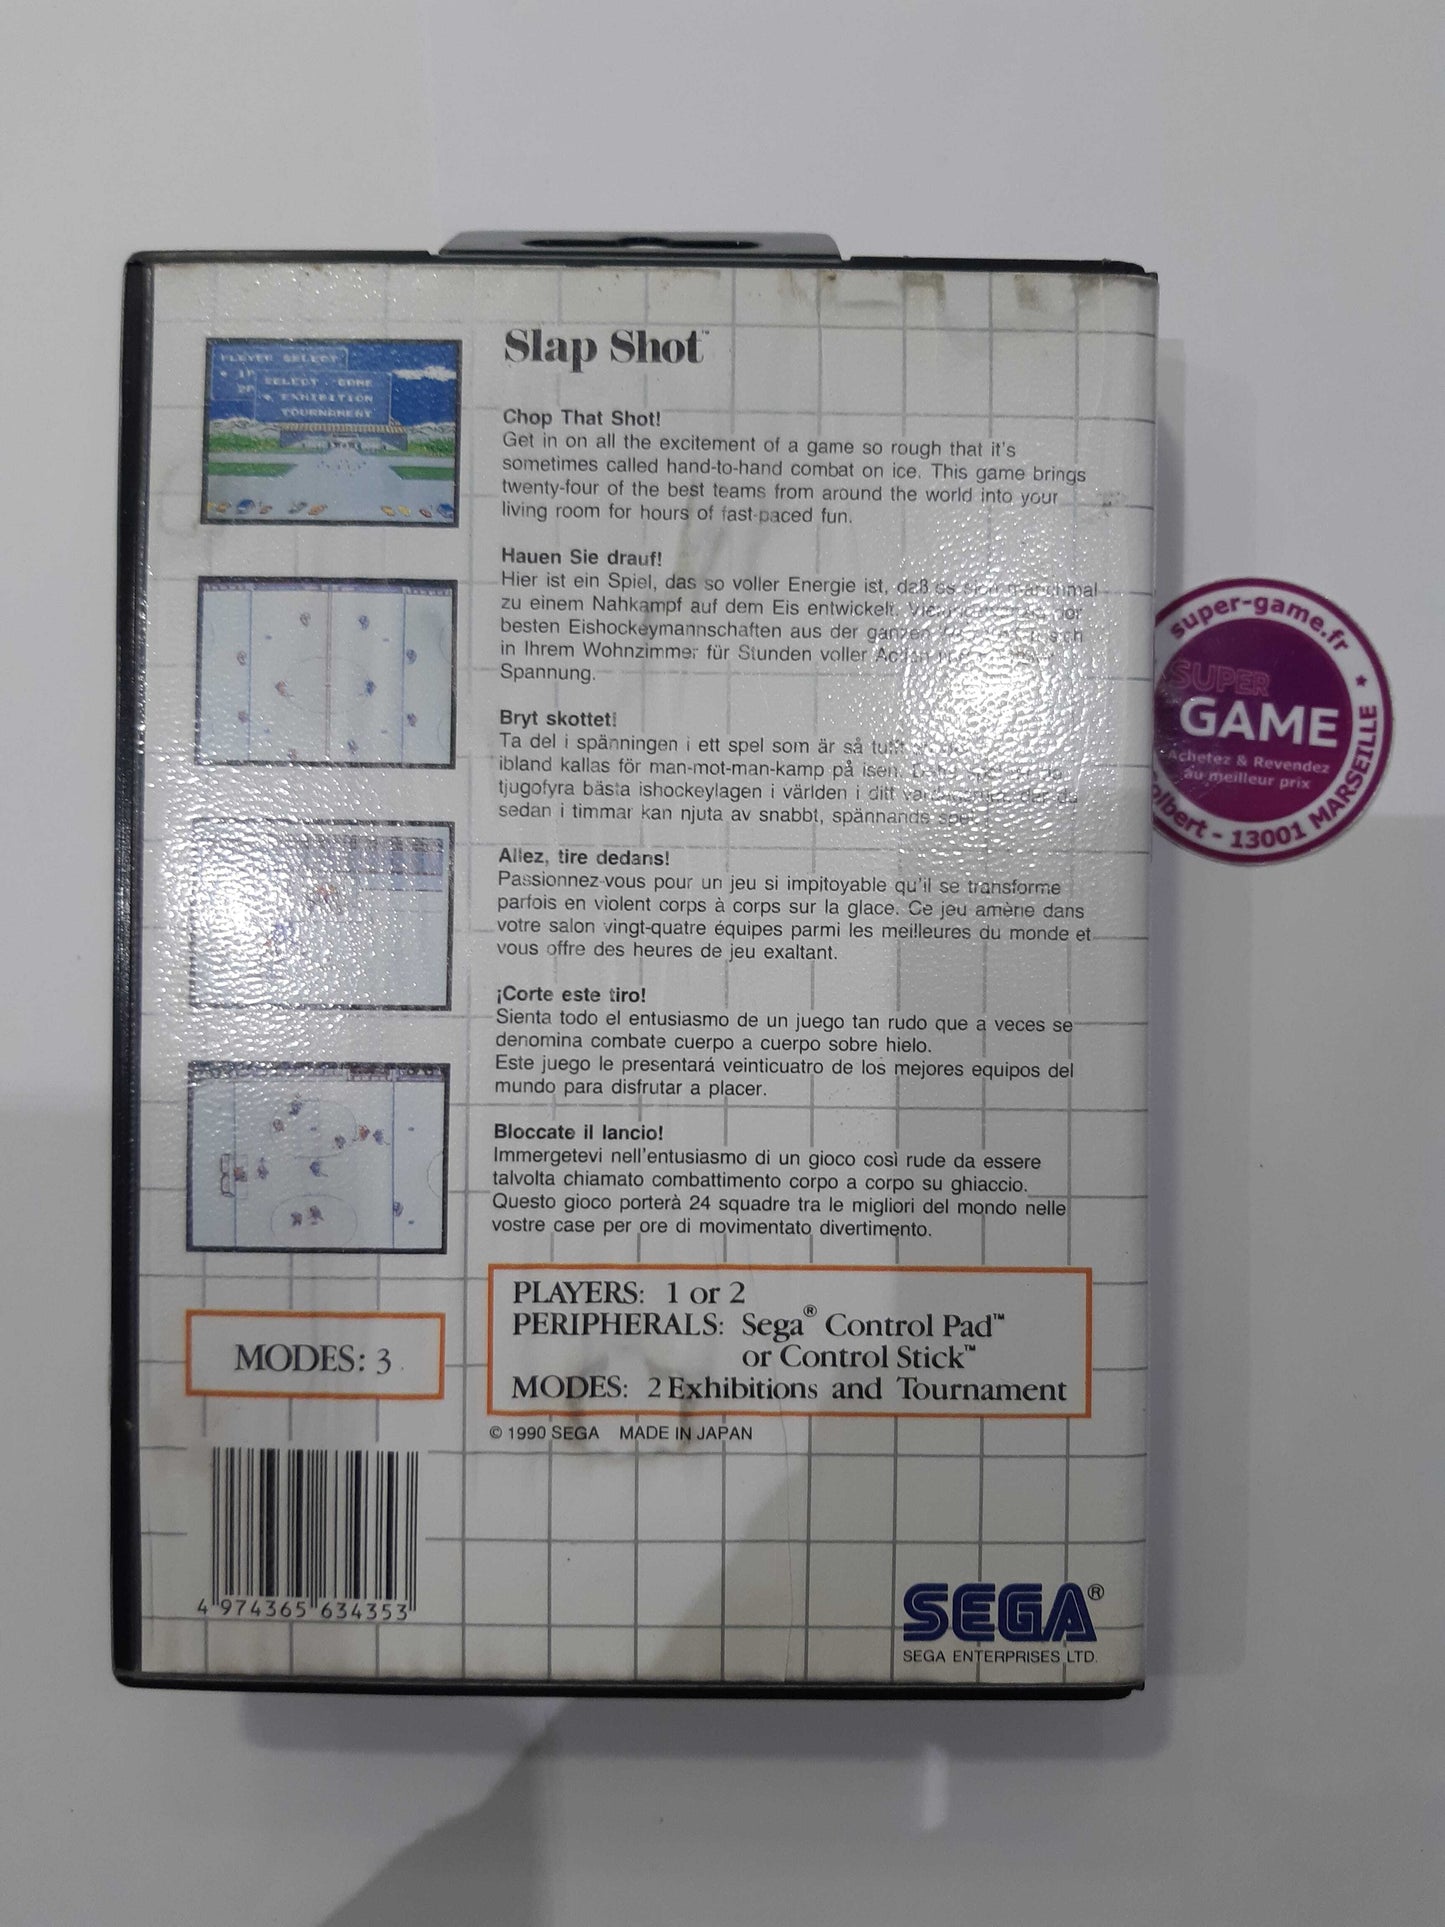 Slap Shot™
Chop That Shot!
Get in on all the excitement of a game so rough that it's
sometimes called hand-to-hand combat on ice. This game brings
twenty-four of the best teams from around the world into your
living room for hours of fast-paced fun.
Hauen Sie drauf!
Hier ist ein Spiel, das so voller Energie ist, daß es sich manchmal
zu einem Nahkampf auf dem Eis entwickelt.
besten Eishockeymannschaften aus der ganzen
in Ihrem Wohnzimmer für Stunden voller
Spannung.
Bryt skottet!
Ta del i spänningen i ett spel som är så
ibland kallas för man-mot-man-kamp på isen.
tjugofyra bästa ishockeylagen i världen i ditt
sedan i timmar kan njuta av snabbt, spännande
Allez, tire dedans!
Passionnez-vous pour un jeu si impitoyable qu'il se transforme
parfois en violent corps à corps sur la glace. Ce jeu amène dans
votre salon vingt-quatre équipes parmi les meilleures du monde et
vous offre des heures de jeu exaltant.
¡Corte este tiro!
Sienta todo el entusiasmo de un juego tan rudo que a veces se
denomina combate cuerpo a cuerpo sobre hielo.
Este juego le presentará veinticuatro de los mejores equipos del
mundo para disfrutar a placer.
Bloccate il lancio!
Immergetevi nell'entusiasmo di un gioco così rude da essere
talvolta chiamato combattimento corpo a corpo su ghiaccio.
Questo gioco porterà 24 squadre tra le migliori del mondo nelle
vostre case per ore di movimentato divertimento.
PLAYERS: 1 or 2
PERIPHERALS: Sega® Control Pad™
or Control Stick™
MODES: 2 Exhibitions and Tournament
© 1990 SEGA MADE IN JAPAN
PLAYER SELECT
1P
2P
SELECT GAME
EXHIBITION
TOURNAMENT
MODES: 3
4 974365 634353
SEGA®
SEGA ENTERPRISES LTD.
super-game.fr
SUPER
GAME
Achetez & Revendez
au meilleur prix
olbert - 13001 MARSEILLE